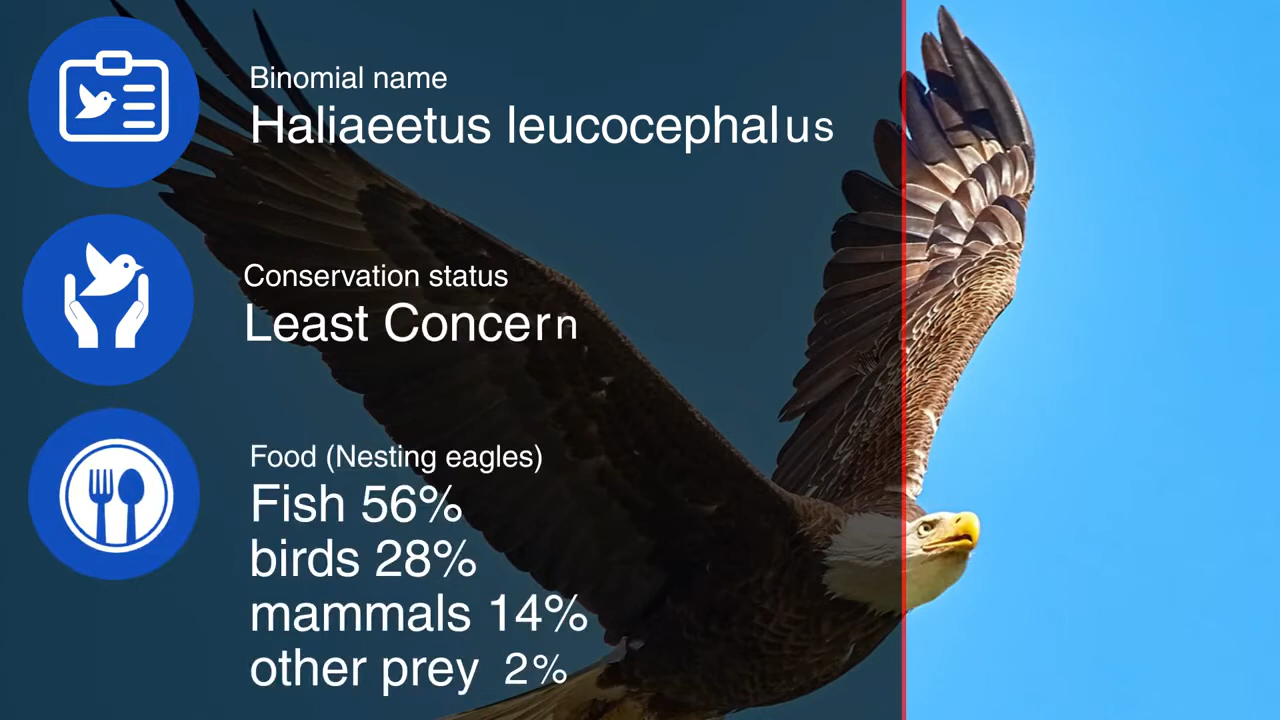 Binomial name
Haliaeetus leucocephalus
Conservation status
Least Concern
Food (Nesting eagles)
Fish 56%
birds 28%
mammals 14%
other prey 2%